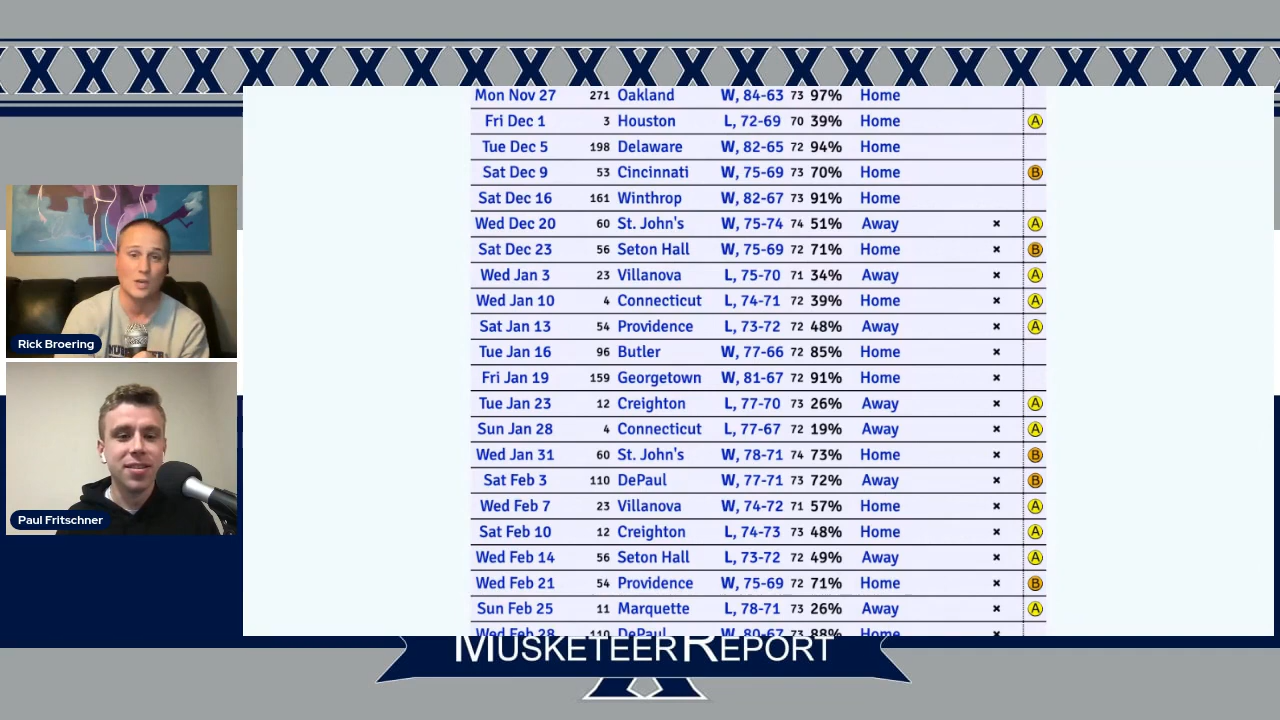 Mon Nov 27 271 Oakland W, 84-63 73 97% Home
Fri Dec 1 3 Houston L, 72-69 70 39% Home A
Tue Dec 5 198 Delaware W, 82-65 72 94% Home
Sat Dec 9 53 Cincinnati W, 75-69 73 70% Home B
Sat Dec 16 161 Winthrop W, 82-67 73 91% Home
Wed Dec 20 60 St. John's W, 75-74 74 51% Away × A
Sat Dec 23 56 Seton Hall W, 75-69 72 71% Home × B
Wed Jan 3 23 Villanova L, 75-70 71 34% Away × A
Wed Jan 10 4 Connecticut L, 74-71 72 39% Home × A
Sat Jan 13 54 Providence L, 73-72 72 48% Away × A
Tue Jan 16 96 Butler W, 77-66 72 85% Home ×
Fri Jan 19 159 Georgetown W, 81-67 72 91% Home ×
Tue Jan 23 12 Creighton L, 77-70 73 26% Away × A
Sun Jan 28 4 Connecticut L, 77-67 72 19% Away × A
Wed Jan 31 60 St. John's W, 78-71 74 73% Home × B
Sat Feb 3 110 DePaul W, 77-71 73 72% Away × B
Wed Feb 7 23 Villanova W, 74-72 71 57% Home × A
Sat Feb 10 12 Creighton L, 74-73 73 48% Home × A
Wed Feb 14 56 Seton Hall L, 73-72 72 49% Away × A
Wed Feb 21 54 Providence W, 75-69 72 71% Home × B
Sun Feb 25 11 Marquette L, 78-71 73 26% Away × A
Wed Feb 28 110 DePaul W, 80-67 73 88% Home ×
Rick Broering
Paul Fritschner
MUSKETEERREPORT